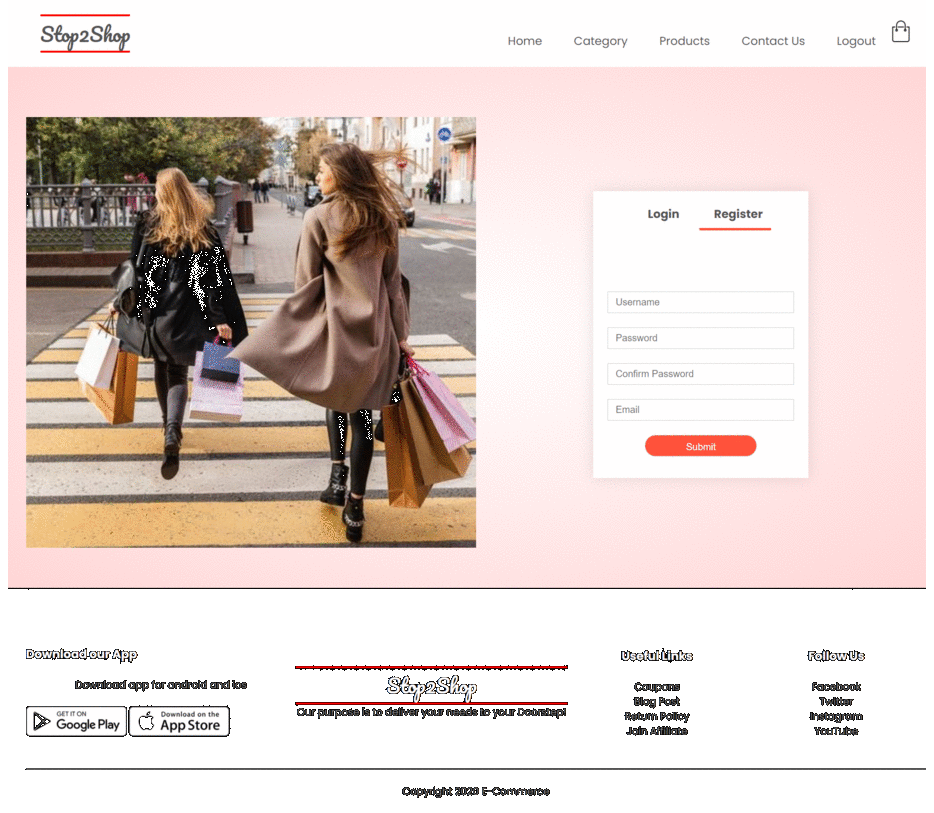 Stop2Shop
Home Category Products Contact Us Logout
Login Register
Username
Password
Confirm Password
Email
Submit
Download our App
Download app for android and ios
GET IT ON
Google Play
Download on the
App Store
Stop2Shop
Our purpose is to deliver your needs to your Doorstep!
Useful Links
Coupons
Blog Post
Return Policy
Join Affiliate
Follow Us
Facebook
Twitter
Instagram
YouTube
Copyright E-Commerce